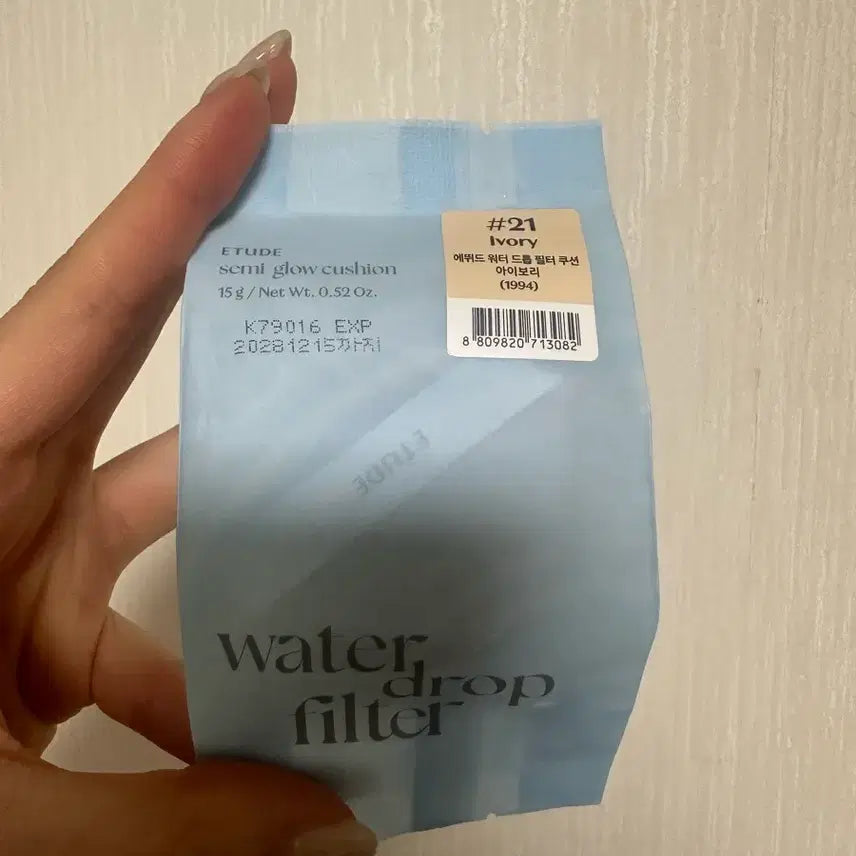 ETUDE
semi glow cushion
15 g / Net Wt. 0.52 Oz.
K79016 EXP
20281215까지
#21
Ivory
에뛰드 워터 드롭 필터 쿠션
아이보리
(1994)
8 809820 713082
ETUDE
water
drop
filter